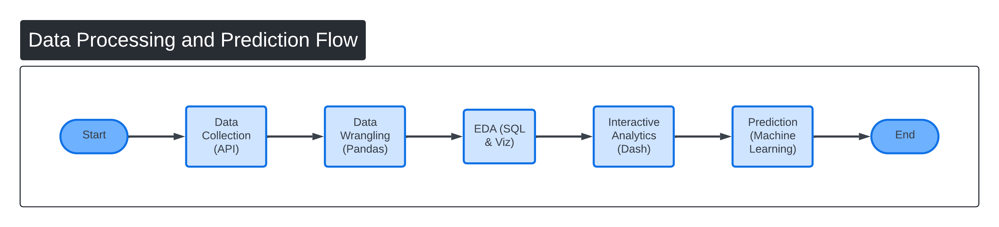 Data Processing and Prediction Flow
Start
Data
Collection
(API)
Data
Wrangling
(Pandas)
EDA (SQL
& Viz)
Interactive
Analytics
(Dash)
Prediction
(Machine
Learning)
End